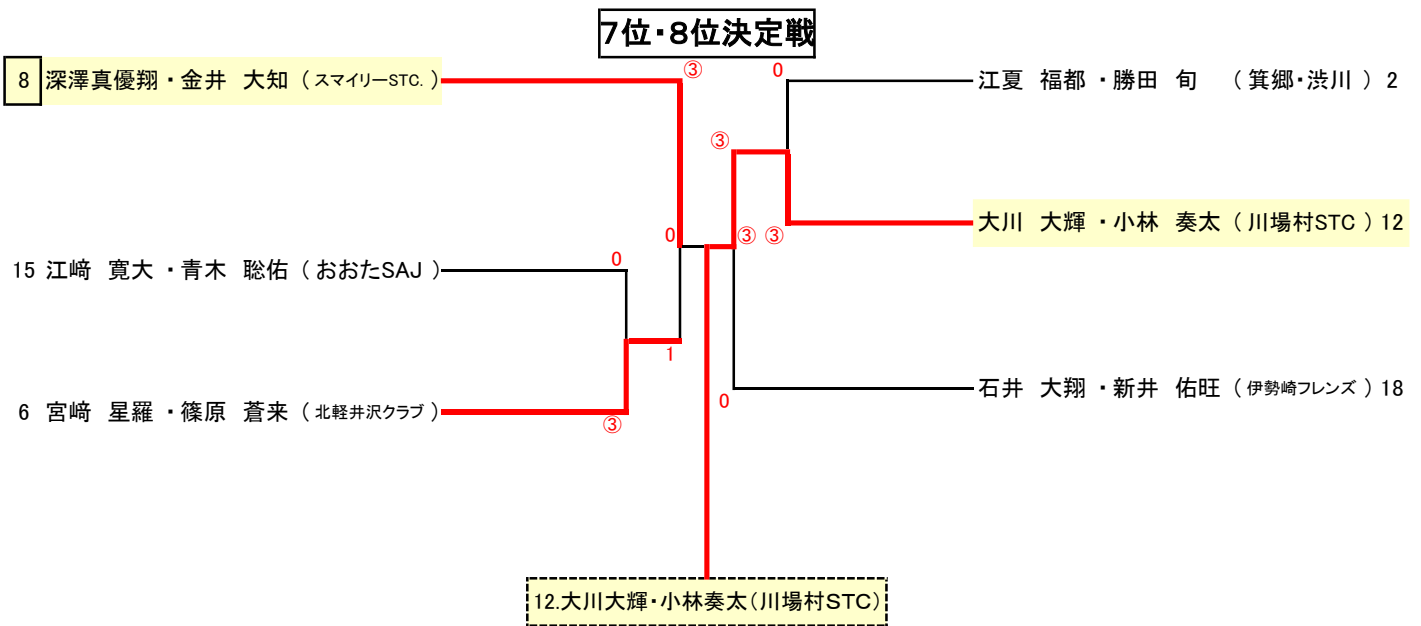 7位・8位決定戦
8 深澤真優翔・金井 大知 (スマイリーSTC.)
③
0
江夏 福都・勝田 旬 (箕郷・渋川) 2
③
大川 大輝・小林 奏太 (川場村STC) 12
0
③ ③
15 江﨑 寛大・青木 聡佑 (おおたSAJ)
0
1
6 宮﨑 星羅・篠原 蒼来 (北軽井沢クラブ)
③
0
石井 大翔・新井 佑旺 (伊勢崎フレンズ) 18
12.大川大輝・小林奏太(川場村STC)